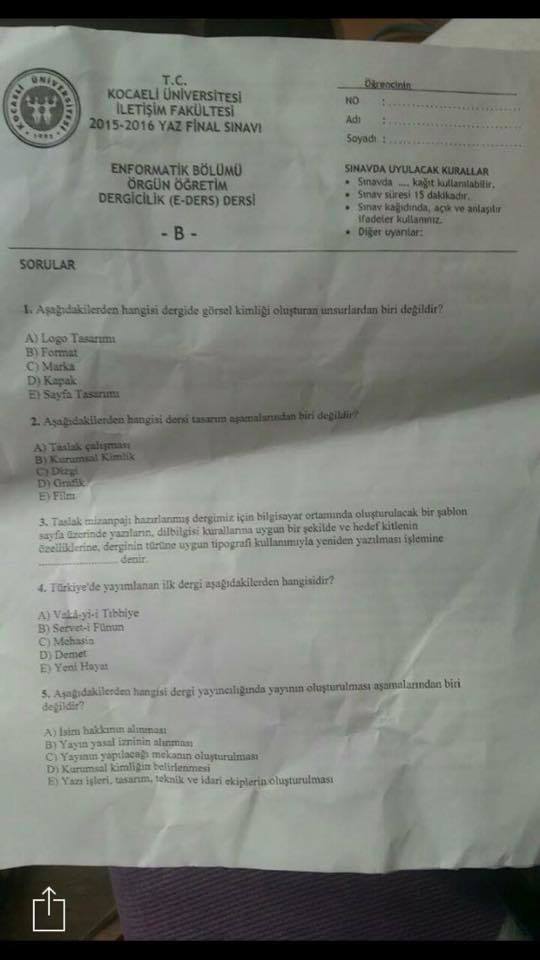 KOCAELİ ÜNİVERSİTESİ
1992
T.C.
KOCAELİ ÜNİVERSİTESİ
İLETİŞİM FAKÜLTESİ
2015-2016 YAZ FİNAL SINAVI
ENFORMATİK BÖLÜMÜ
ÖRGÜN ÖĞRETİM
DERGİCİLİK (E-DERS) DERSİ
- B -
Öğrencinin
NO :
Adı :
Soyadı :
SINAVDA UYULACAK KURALLAR
• Sınavda .... kağıt kullanılabilir.
• Sınav süresi 15 dakikadır.
• Sınav kağıdında, açık ve anlaşılır
ifadeler kullanınız.
• Diğer uyarılar:
SORULAR
1. Aşağıdakilerden hangisi dergide görsel kimliği oluşturan unsurlardan biri değildir?
A) Logo Tasarımı
B) Format
C) Marka
D) Kapak
E) Sayfa Tasarımı
2. Aşağıdakilerden hangisi dersi tasarım aşamalarından biri değildir?
A) Taslak çalışması
B) Kurumsal Kimlik
C) Dizgi
D) Grafik
E) Film
3. Taslak mizanpajı hazırlanmış dergimiz için bilgisayar ortamında oluşturulacak bir şablon
sayfa üzerinde yazıların, dilbilgisi kurallarına uygun bir şekilde ve hedef kitlenin
özelliklerine, derginin türüne uygun tipografi kullanımıyla yeniden yazılması işlemine
.................... denir.
4. Türkiye'de yayımlanan ilk dergi aşağıdakilerden hangisidir?
A) Vakâ-yi-i Tıbbiye
B) Servet-i Fünun
C) Mehasin
D) Demet
E) Yeni Hayat
5. Aşağıdakilerden hangisi dergi yayıncılığında yayının oluşturulması aşamalarından biri
değildir?
A) İsim hakkının alınması
B) Yayın yasal izninin alınması
C) Yayının yapılacağı mekanın oluşturulması
D) Kurumsal kimliğin belirlenmesi
E) Yazı işleri, tasarım, teknik ve idari ekiplerin oluşturulması